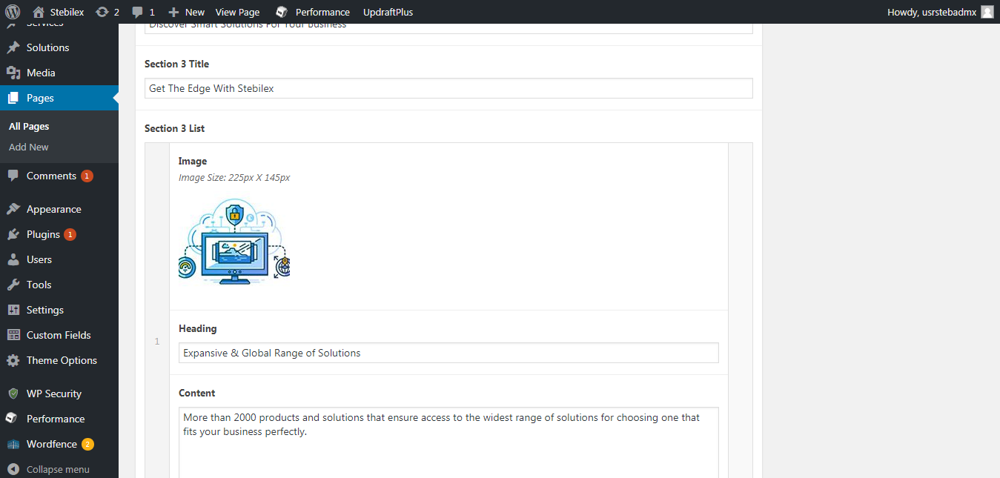 Stebilex 2 1 New View Page Performance UpdraftPlus Howdy, usrstebadmx
Services
Solutions
Media
Pages
All Pages
Add New
Comments 1
Appearance
Plugins 1
Users
Tools
Settings
Custom Fields
Theme Options
WP Security
Performance
Wordfence 2
Collapse menu
Discover Smart Solutions For Your Business
Section 3 Title
Get The Edge With Stebilex
Section 3 List
1
Image
Image Size: 225px X 145px
Heading
Expansive & Global Range of Solutions
Content
More than 2000 products and solutions that ensure access to the widest range of solutions for choosing one that
fits your business perfectly.